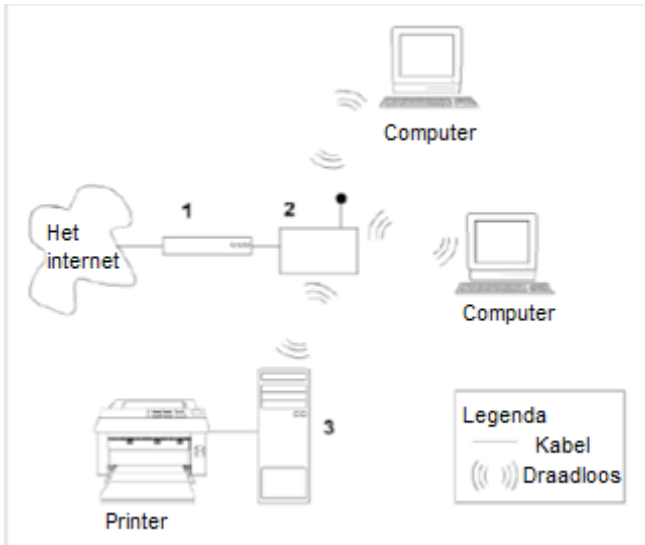 Computer
1
2
Het
internet
Computer
3
Printer
Legenda
Kabel
Draadloos